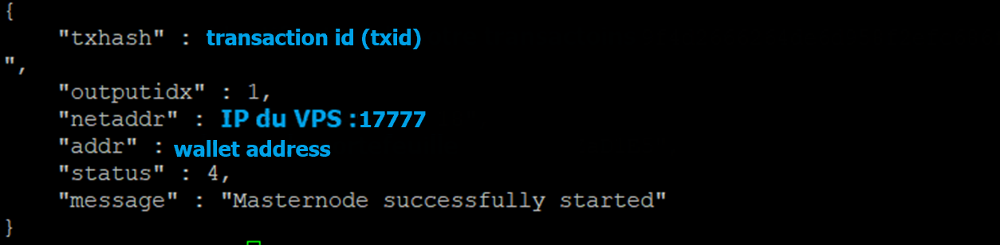 {
"txhash" : transaction id (txid)
",
"outputidx" : 1,
"netaddr" : IP du VPS :17777
"addr" : wallet address
"status" : 4,
"message" : "Masternode successfully started"
}